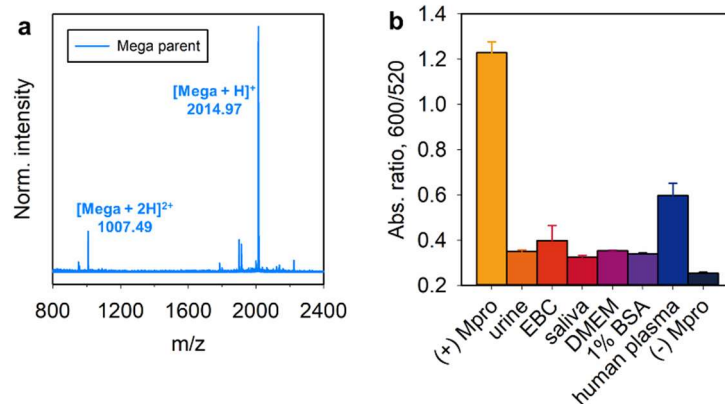 a
Mega parent
[Mega + H]⁺
2014.97
[Mega + 2H]²⁺
1007.49
Norm. intensity
800 1200 1600 2000 2400
m/z
b
1.4
1.2
1.0
0.8
0.6
0.4
0.2
Abs. ratio, 600/520
(+) Mpro
urine
EBC
saliva
DMEM
1% BSA
human plasma
(-) Mpro